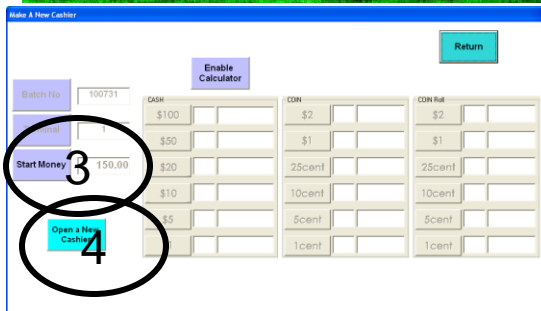 Make A New Cashier
Return
Enable
Calculator
Batch No 100731
1
Start Money 150.00
3
Open a New
Cashier
4
CASH
$100
$50
$20
$10
$5
COIN
$2
$1
25cent
10cent
5cent
1cent
COIN Roll
$2
$1
25cent
10cent
5cent
1cent